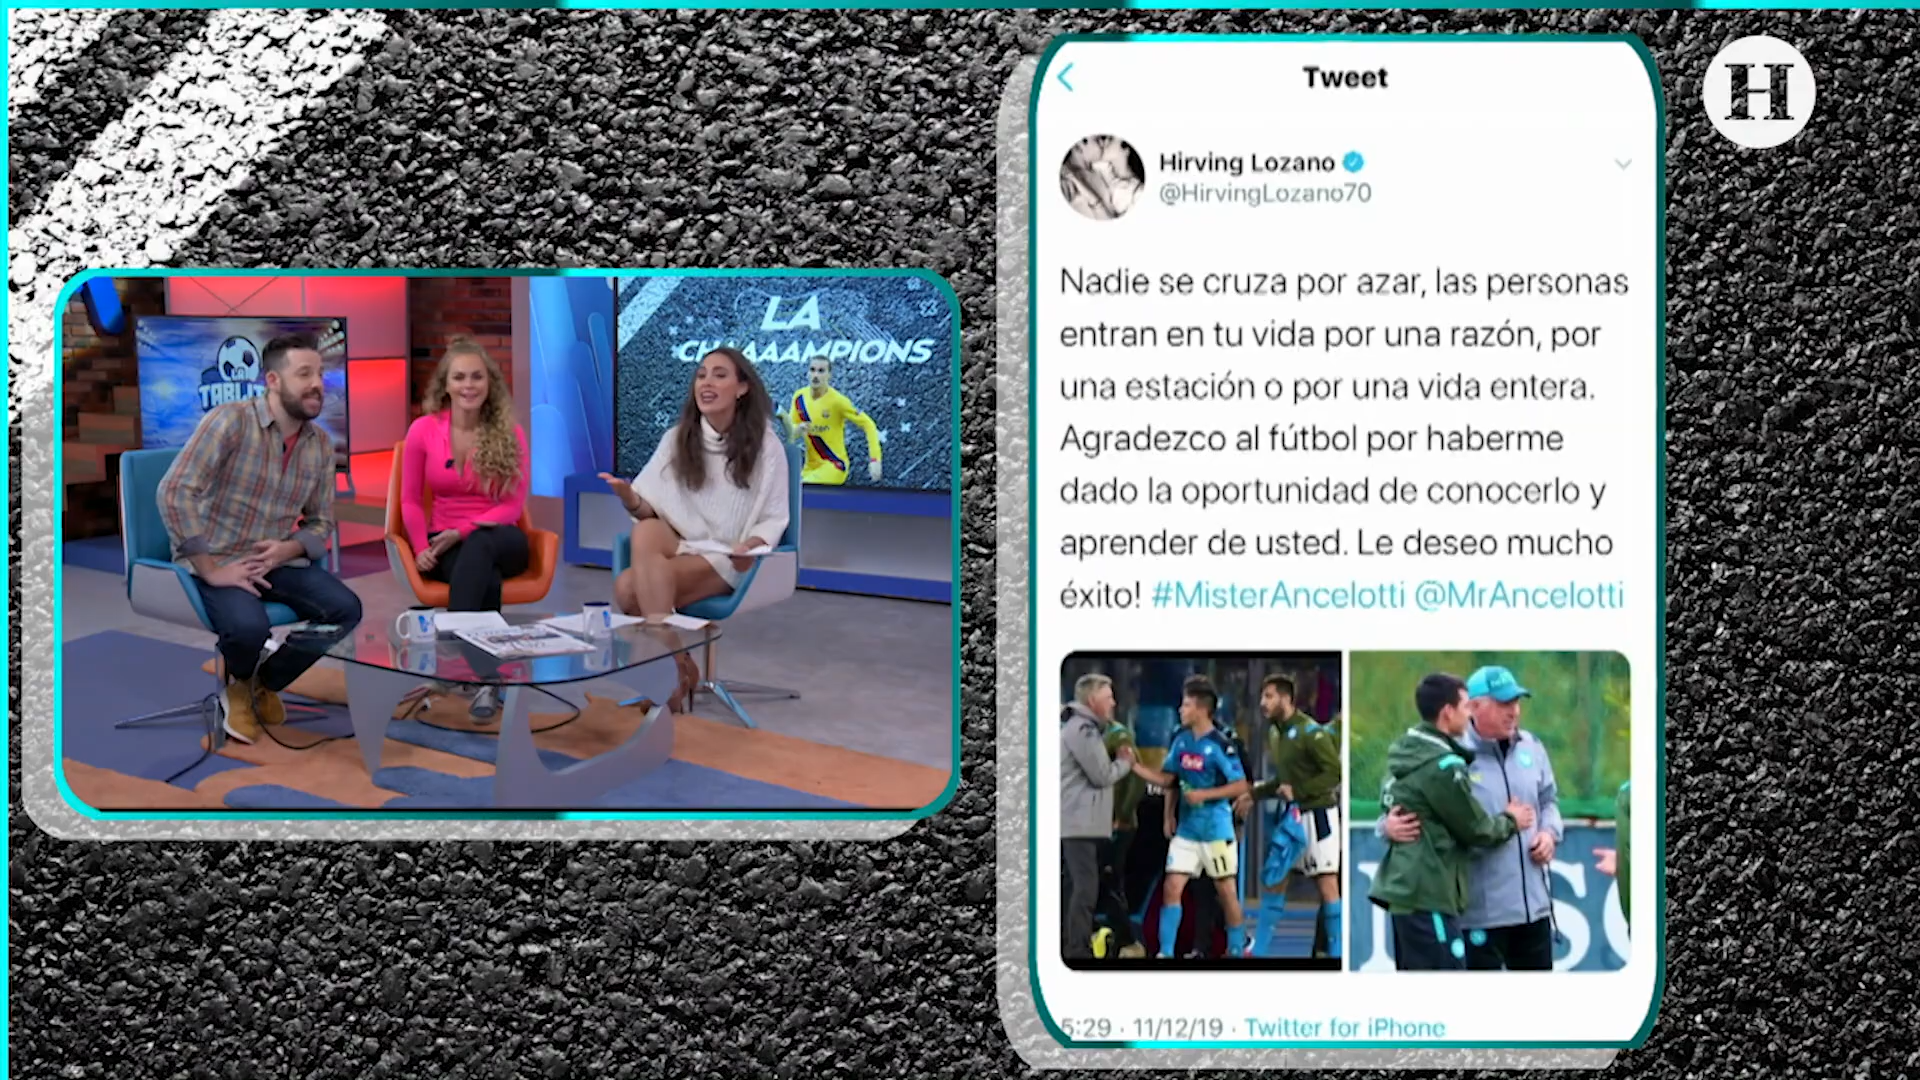 Tweet
H
Hirving Lozano
@HirvingLozano70
Nadie se cruza por azar, las personas
entran en tu vida por una razón, por
una estación o por una vida entera.
Agradezco al fútbol por haberme
dado la oportunidad de conocerlo y
aprender de usted. Le deseo mucho
éxito! #MisterAncelotti @MrAncelotti
11
5:29 · 11/12/19 · Twitter for iPhone
LA
CHAAAAMPIONS
LA